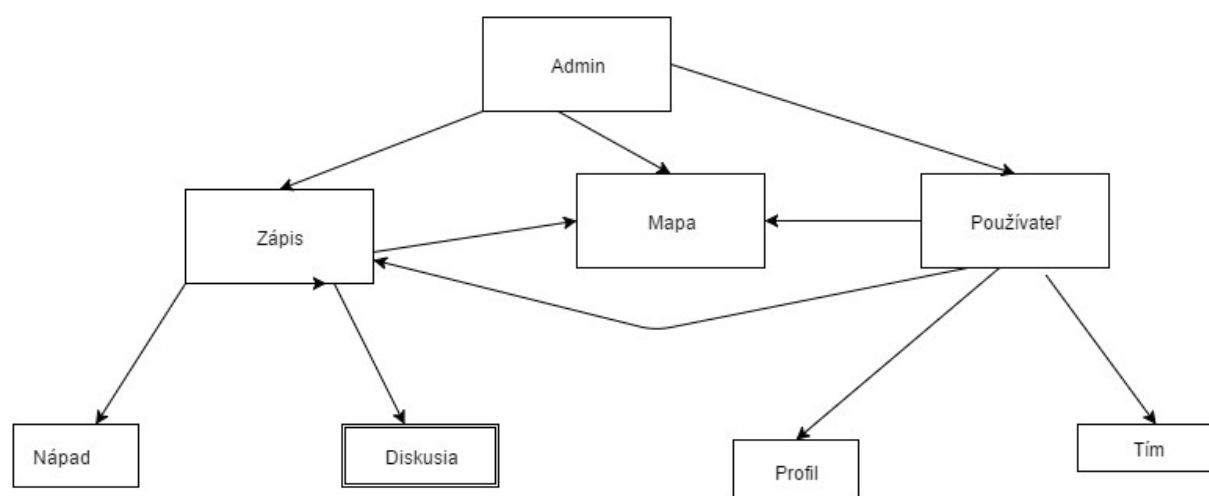 Admin
Zápis
Mapa
Používateľ
Nápad
Diskusia
Profil
Tím